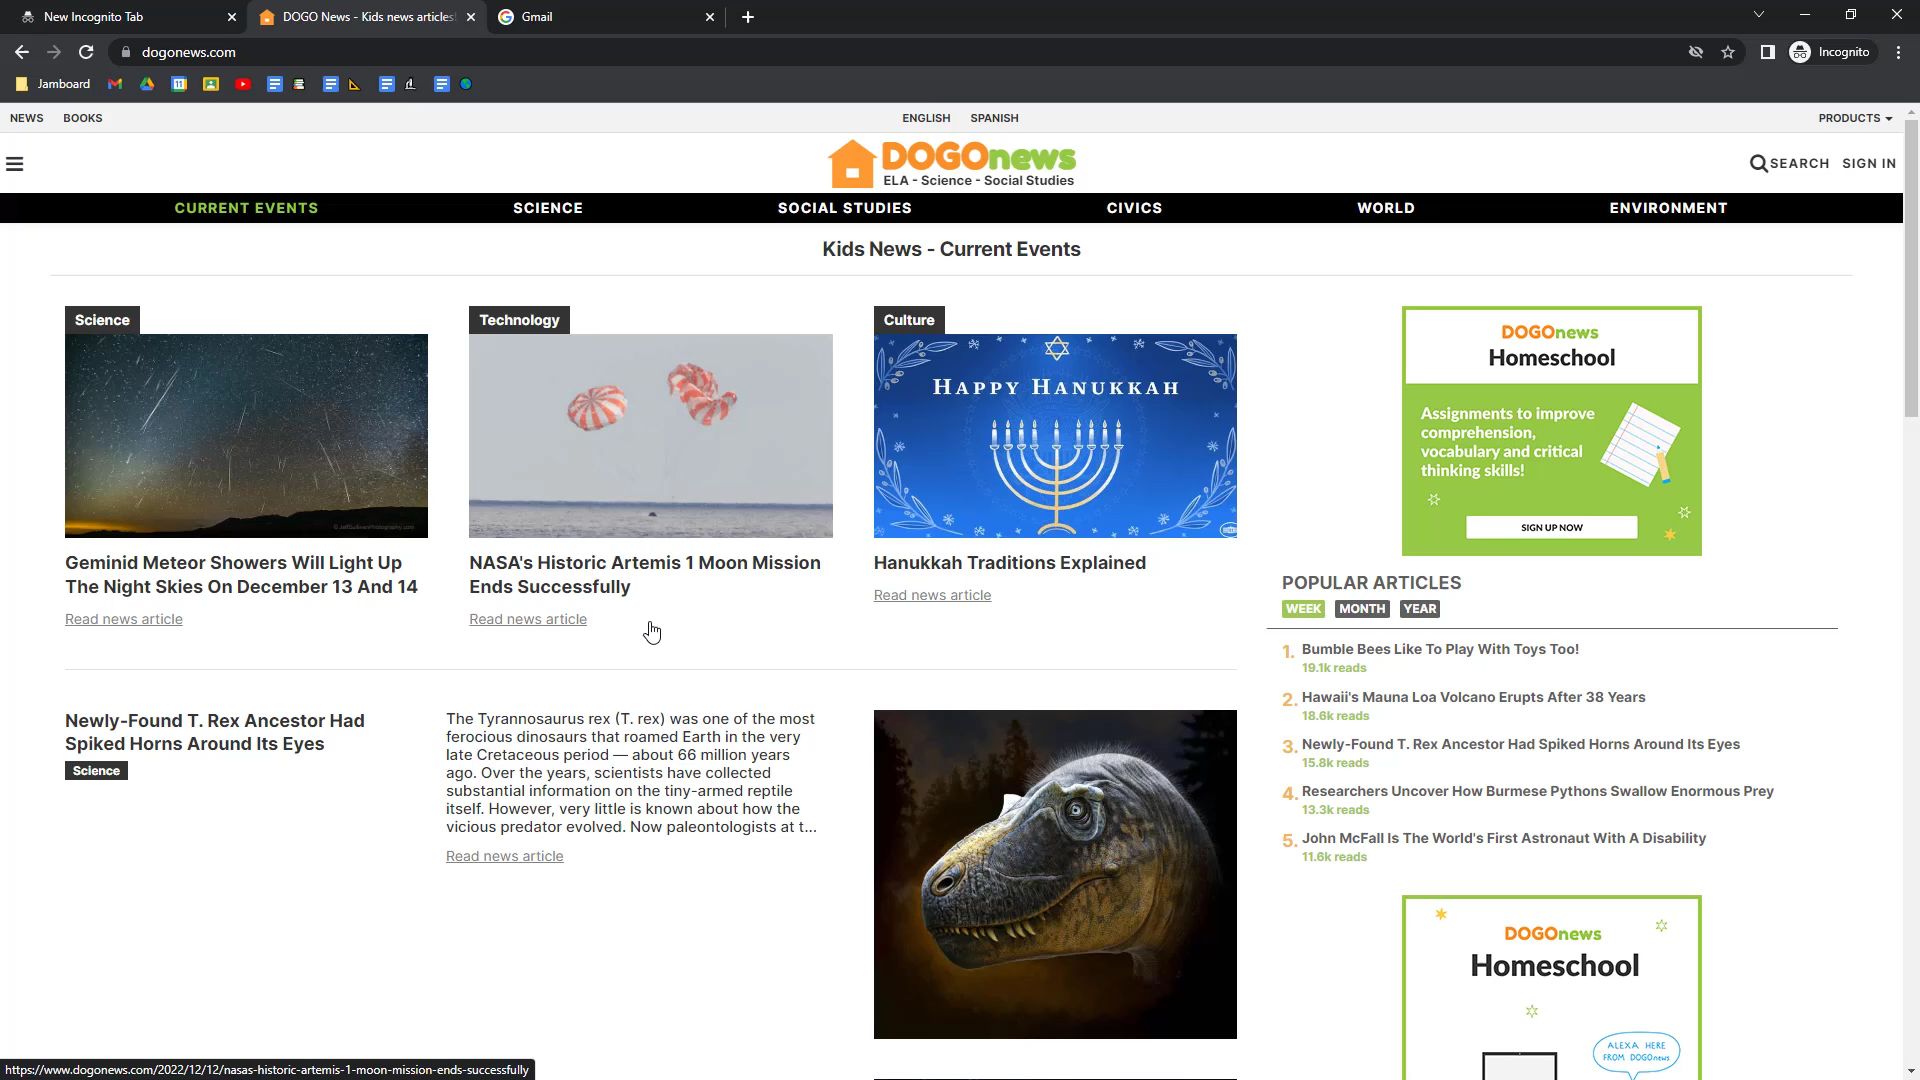 New Incognito Tab
DOGO News - Kids news articles!
Gmail
dogonews.com
Incognito
Jamboard
NEWS BOOKS
ENGLISH SPANISH
PRODUCTS
DOGOnews
ELA - Science - Social Studies
SEARCH SIGN IN
CURRENT EVENTS SCIENCE SOCIAL STUDIES CIVICS WORLD ENVIRONMENT
Kids News - Current Events
Science
Geminid Meteor Showers Will Light Up
The Night Skies On December 13 And 14
Read news article
Technology
NASA's Historic Artemis 1 Moon Mission
Ends Successfully
Read news article
Culture
HAPPY HANUKKAH
Hanukkah Traditions Explained
Read news article
Newly-Found T. Rex Ancestor Had
Spiked Horns Around Its Eyes
Science
The Tyrannosaurus rex (T. rex) was one of the most
ferocious dinosaurs that roamed Earth in the very
late Cretaceous period — about 66 million years
ago. Over the years, scientists have collected
substantial information on the tiny-armed reptile
itself. However, very little is known about how the
vicious predator evolved. Now paleontologists at t...
Read news article
DOGOnews
Homeschool
Assignments to improve
comprehension,
vocabulary and critical
thinking skills!
SIGN UP NOW
POPULAR ARTICLES
WEEK MONTH YEAR
1. Bumble Bees Like To Play With Toys Too!
19.1k reads
2. Hawaii's Mauna Loa Volcano Erupts After 38 Years
18.6k reads
3. Newly-Found T. Rex Ancestor Had Spiked Horns Around Its Eyes
15.8k reads
4. Researchers Uncover How Burmese Pythons Swallow Enormous Prey
13.3k reads
5. John McFall Is The World's First Astronaut With A Disability
11.6k reads
DOGOnews
Homeschool
ALEXA HERE
FROM DOGOnews
https://www.dogonews.com/2022/12/12/nasas-historic-artemis-1-moon-mission-ends-successfully